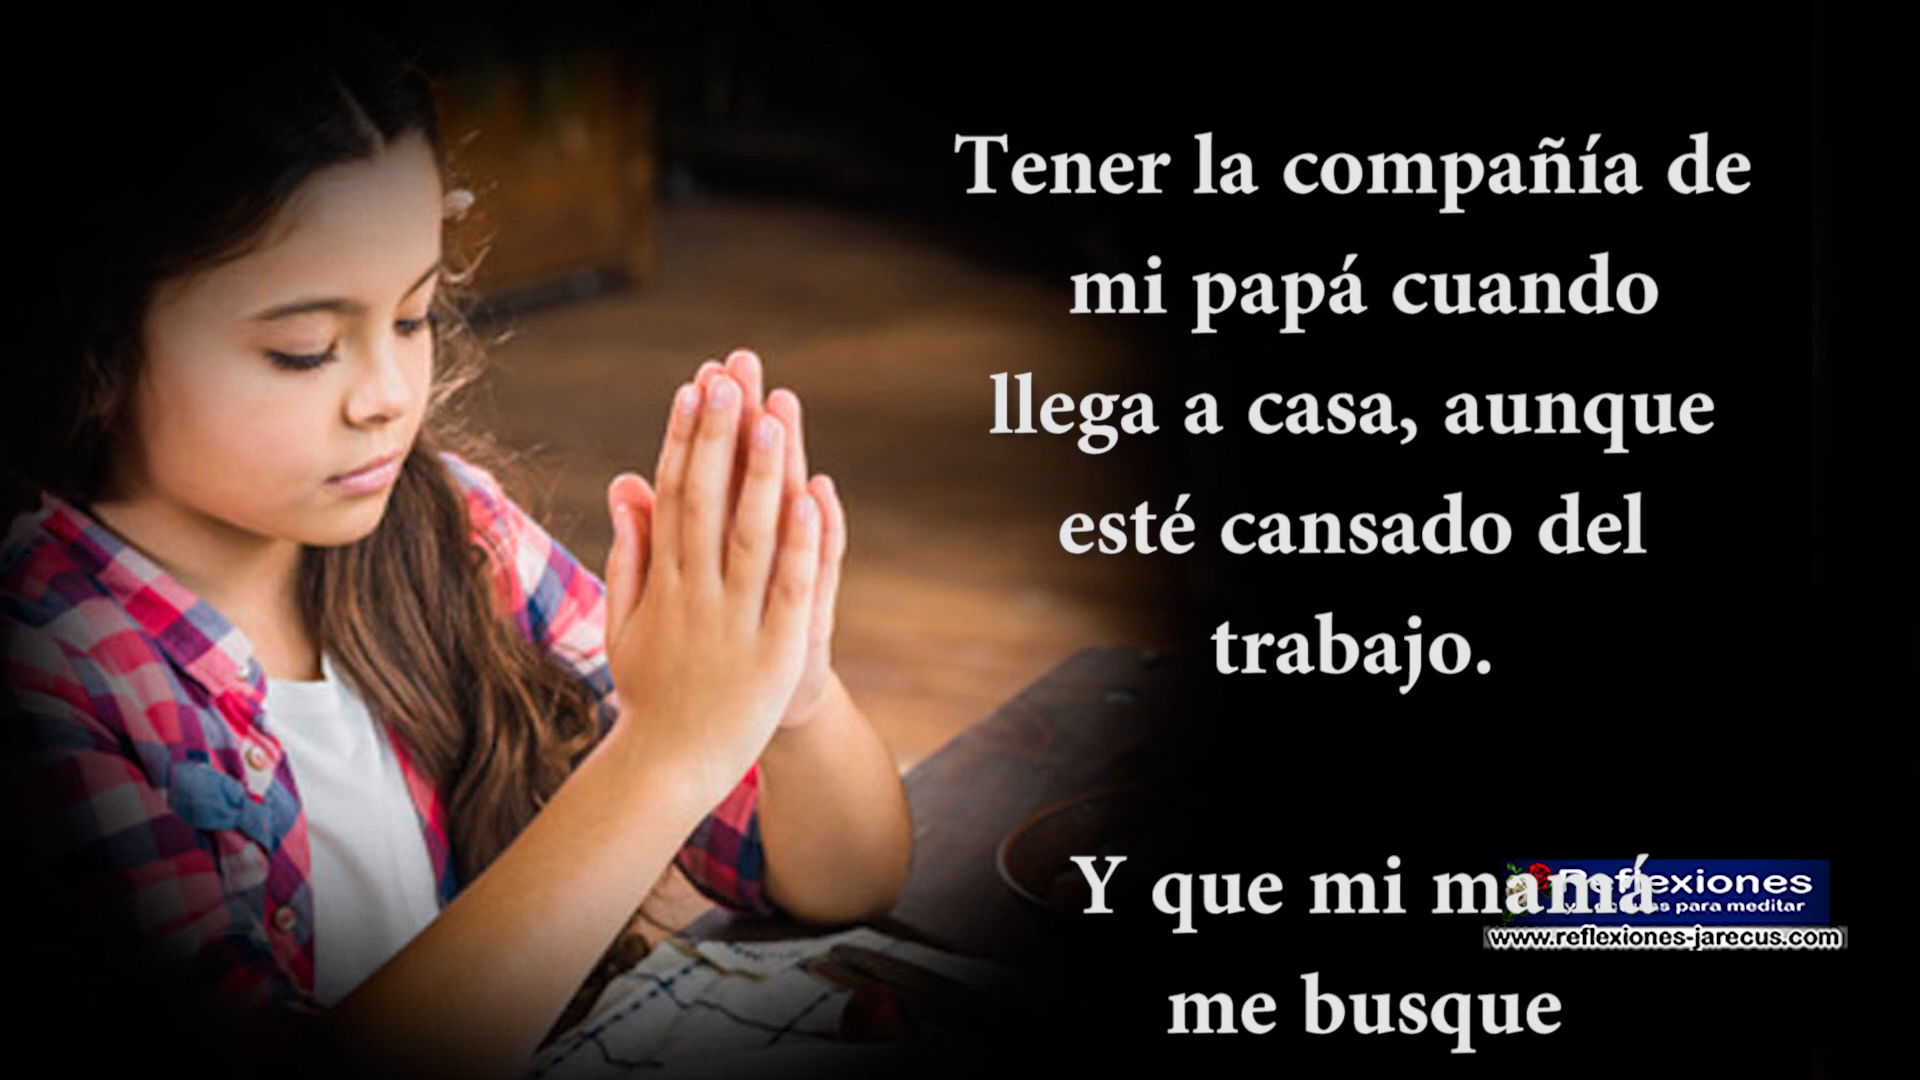 Tener la compañía de
mi papá cuando
llega a casa, aunque
esté cansado del
trabajo.
Y que mi mamá
Reflexiones
para meditar
www.reflexiones-jarecus.com
me busque